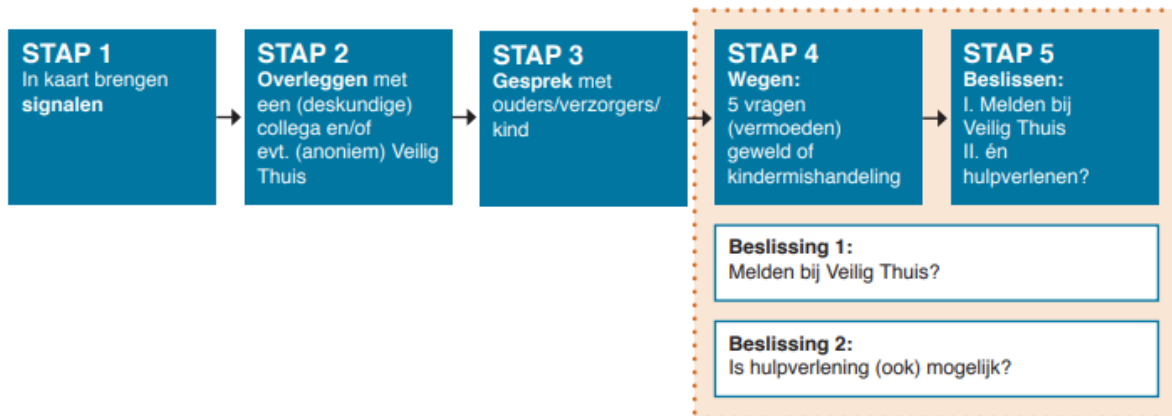 STAP 1
In kaart brengen
signalen
STAP 2
Overleggen met
een (deskundige)
collega en/of
evt. (anoniem) Veilig
Thuis
STAP 3
Gesprek met
ouders/verzorgers/
kind
STAP 4
Wegen:
5 vragen
(vermoeden)
geweld of
kindermishandeling
STAP 5
Beslissen:
I. Melden bij
Veilig Thuis
II. én
hulpverlenen?
Beslissing 1:
Melden bij Veilig Thuis?
Beslissing 2:
Is hulpverlening (ook) mogelijk?